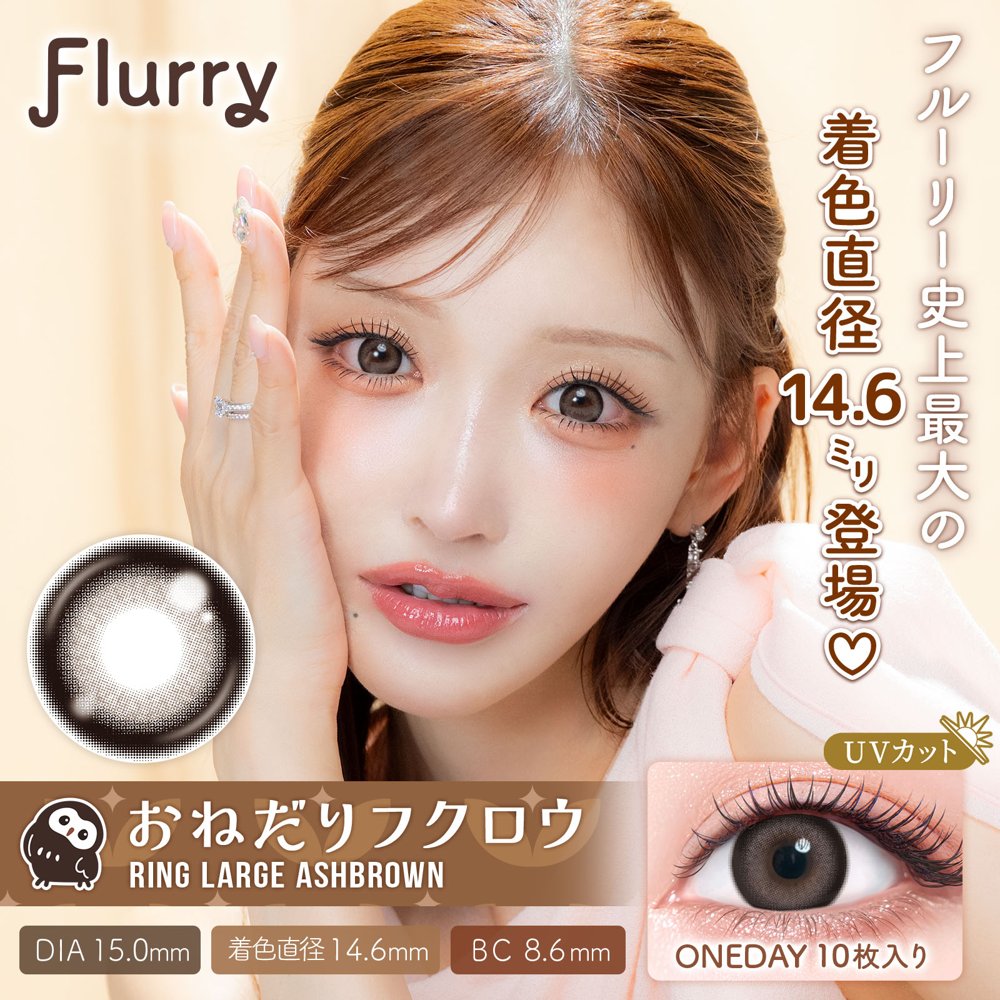 Flurry
フルーリー史上最大の
着色直径
14.6
ミリ登場♡
UVカット
おねだりフクロウ
RING LARGE ASHBROWN
DIA 15.0mm
着色直径 14.6mm
BC 8.6mm
ONEDAY 10枚入り